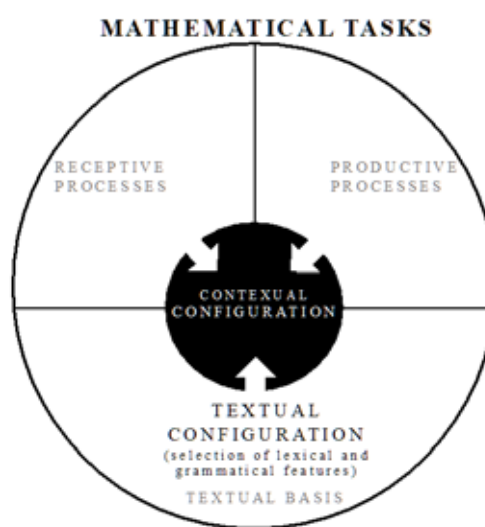 MATHEMATICAL TASKS
RECEPTIVE
PROCESSES
PRODUCTIVE
PROCESSES
CONTEXUAL
CONFIGURATION
TEXTUAL
CONFIGURATION
(selection of lexical and
grammatical features)
TEXTUAL BASIS